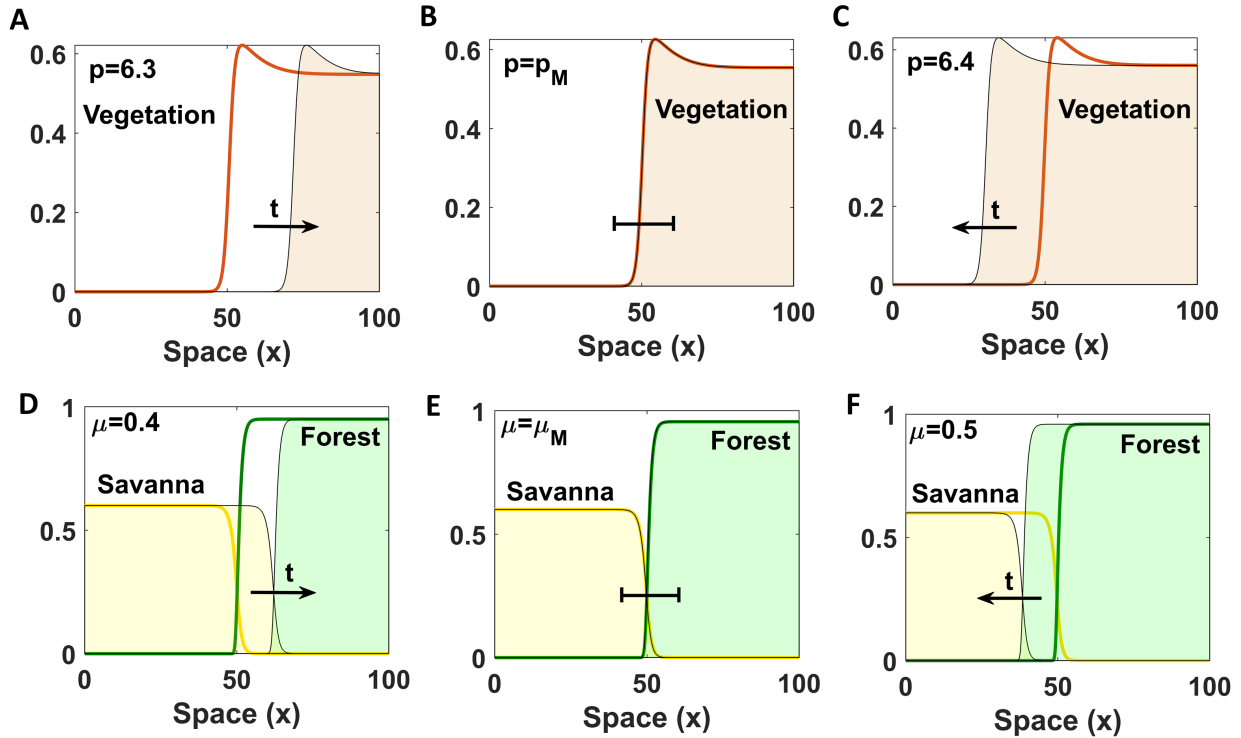 A
p=6.3
Vegetation
t
0.6
0.4
0.2
0
0
50
100
Space (x)
B
p=p_M
Vegetation
0.6
0.4
0.2
0
0
50
100
Space (x)
C
p=6.4
Vegetation
t
0.6
0.4
0.2
0
0
50
100
Space (x)
D
μ=0.4
Forest
Savanna
t
1
0.5
0
0
50
100
Space (x)
E
μ=μ_M
Forest
Savanna
1
0.5
0
0
50
100
Space (x)
F
μ=0.5
Forest
Savanna
t
1
0.5
0
0
50
100
Space (x)